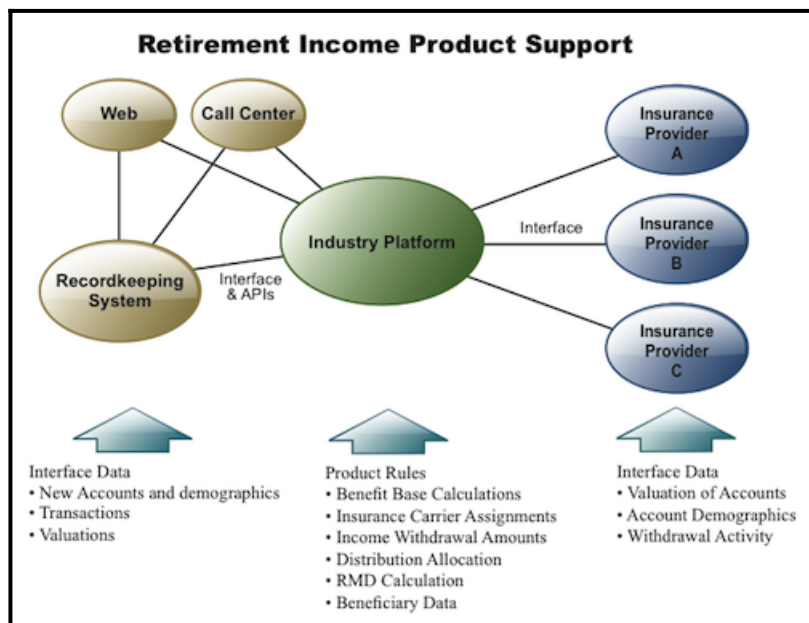 Retirement Income Product Support
Web
Call Center
Industry Platform
Recordkeeping
System
Interface
& APIs
Interface
Insurance
Provider
A
Insurance
Provider
B
Insurance
Provider
C
Interface Data
• New Accounts and demographics
• Transactions
• Valuations
Product Rules
• Benefit Base Calculations
• Insurance Carrier Assignments
• Income Withdrawal Amounts
• Distribution Allocation
• RMD Calculation
• Beneficiary Data
Interface Data
• Valuation of Accounts
• Account Demographics
• Withdrawal Activity